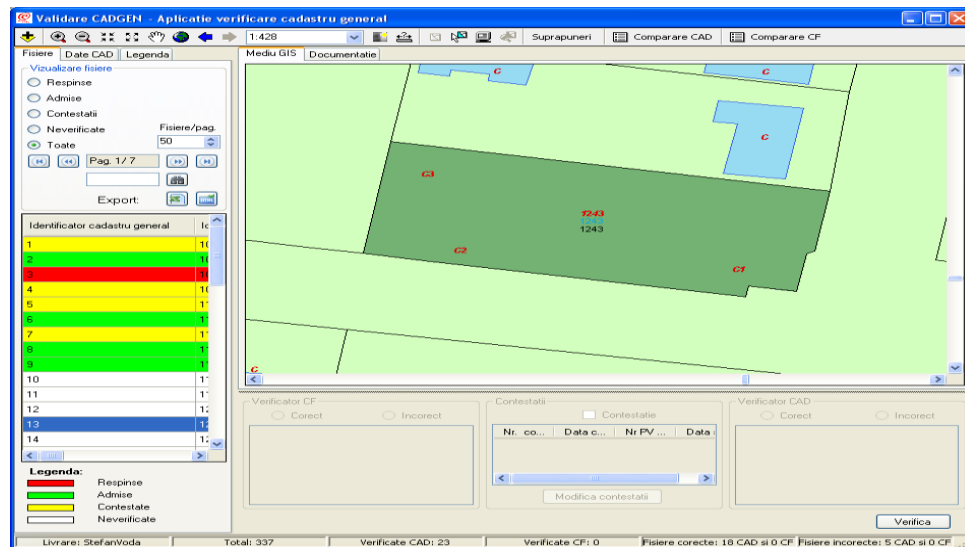 Validare CADGEN - Aplicatie verificare cadastru general
1:428 Suprapuneri Comparare CAD Comparare CF
Fisiere Date CAD Legenda
Vizualizare fisiere
Respinse
Admise
Contestatii
Neverificate
Toate
Fisiere/pag.
50
Pag. 1/ 7
Export:
Identificator cadastru general
1
2
3
4
5
6
7
8
9
10
11
12
13
14
Legenda:
Respinse
Admise
Contestate
Neverificate
Mediu GIS Documentatie
C
C
C
C3
1243
1243
1243
C2
C1
C
Verificator CF
Corect Incorect
Contestatii
Contestatie
Nr. co... Data c... Nr PV ... Data
Modifica contestatii
Verificator CAD
Corect Incorect
Verifica
Livrare: StefanVoda Total: 337 Verificate CAD: 23 Verificate CF: 0 Fisiere corecte: 18 CAD si 0 CF Fisiere incorecte: 5 CAD si 0 CF